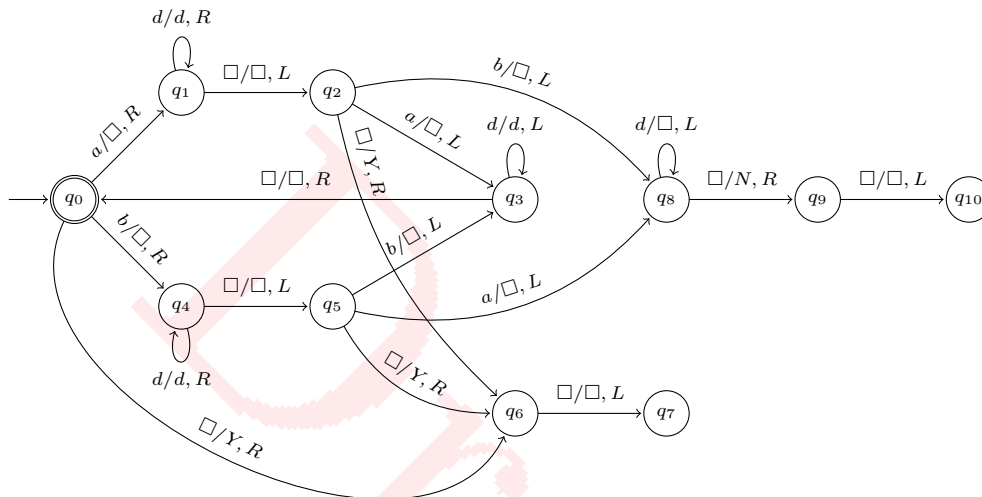 d/d, R
□/□, L
b/□, L
q1
q2
a/□, R
□/Y, R
a/□, L
d/d, L
d/□, L
□/□, R
□/N, R
□/□, L
q0
q3
q8
q9
q10
b/□, R
b/□, L
□/□, L
a/□, L
q4
q5
d/d, R
□/Y, R
□/□, L
□/Y, R
q6
q7